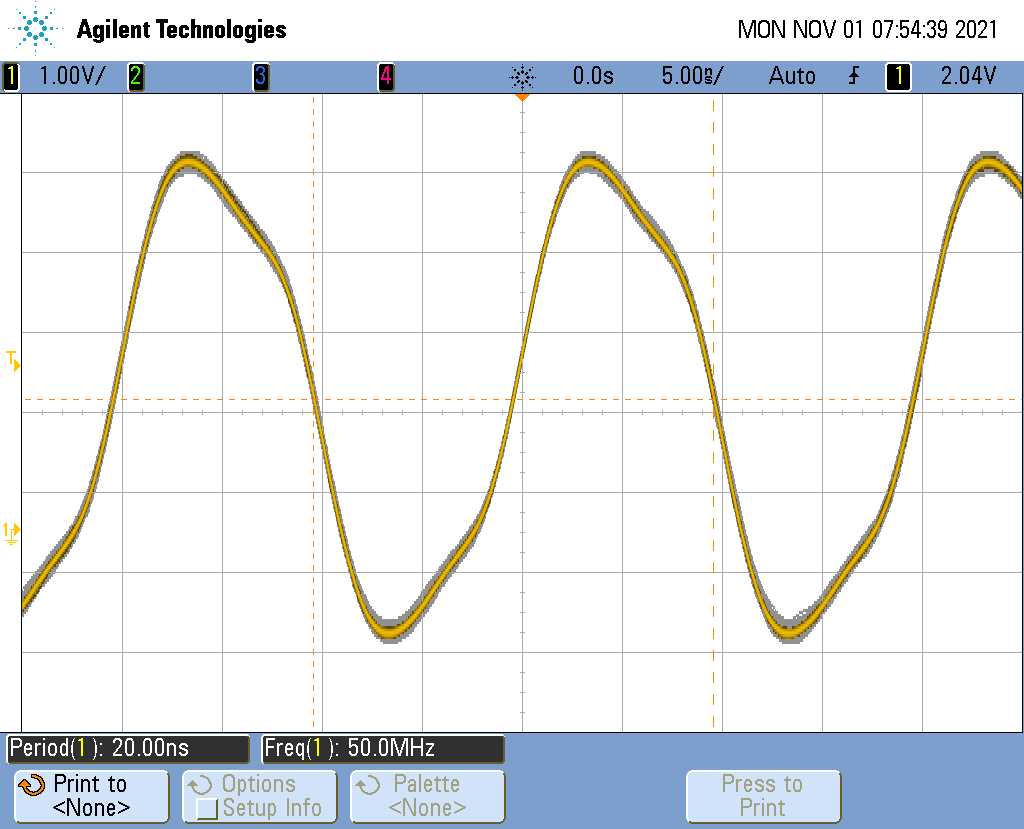 Agilent Technologies MON NOV 01 07:54:39 2021
1 1.00V/ 2 3 4 0.0s 5.00ns/ Auto 1 2.04V
T
1
Period(1): 20.00ns Freq(1): 50.0MHz
Print to Options Palette Press to
<None> Setup Info <None> Print